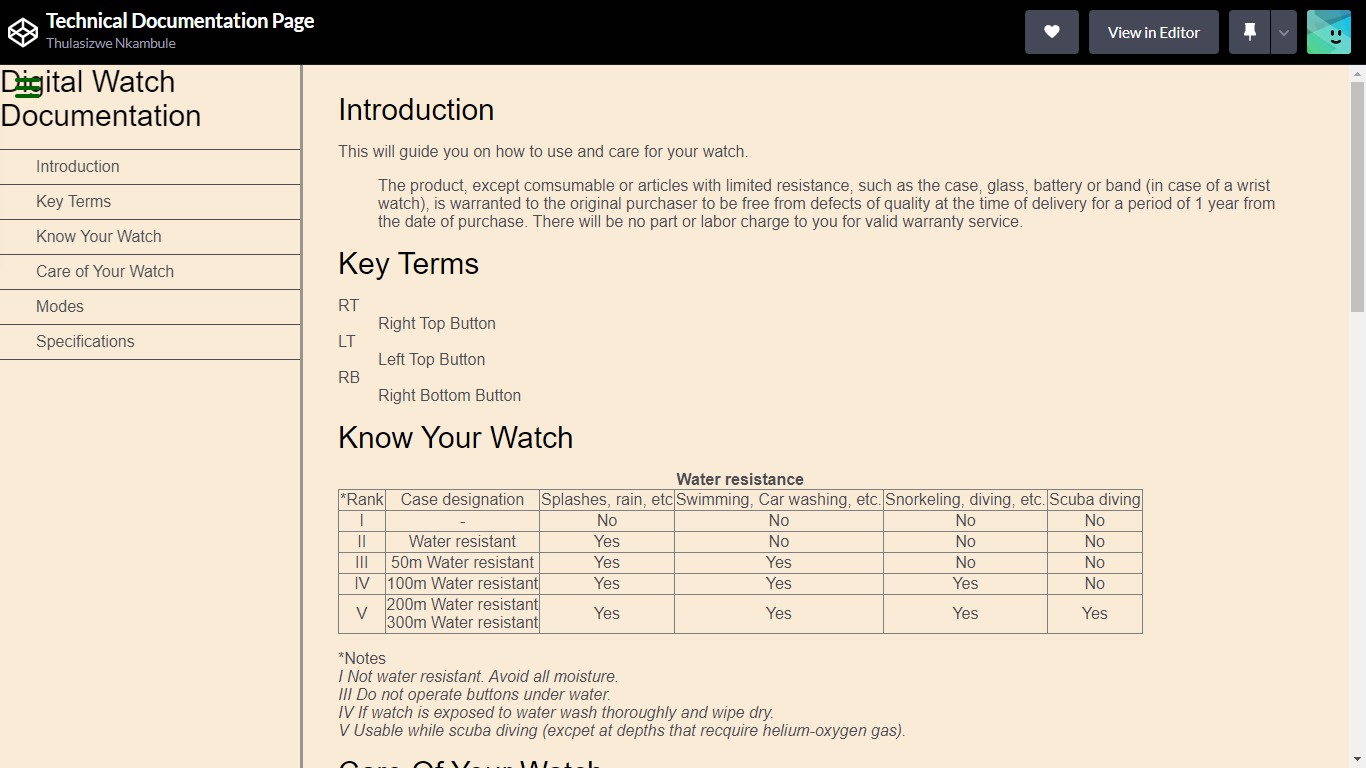 Technical Documentation Page
Thulasizwe Nkambule
View in Editor
Digital Watch
Documentation
Introduction
Key Terms
Know Your Watch
Care of Your Watch
Modes
Specifications
Introduction
This will guide you on how to use and care for your watch.
The product, except comsumable or articles with limited resistance, such as the case, glass, battery or band (in case of a wrist
watch), is warranted to the original purchaser to be free from defects of quality at the time of delivery for a period of 1 year from
the date of purchase. There will be no part or labor charge to you for valid warranty service.
Key Terms
RT
Right Top Button
LT
Left Top Button
RB
Right Bottom Button
Know Your Watch
Water resistance
*Rank Case designation Splashes, rain, etc Swimming, Car washing, etc. Snorkeling, diving, etc. Scuba diving
I - No No No No
II Water resistant Yes No No No
III 50m Water resistant Yes Yes No No
IV 100m Water resistant Yes Yes Yes No
V 200m Water resistant
300m Water resistant Yes Yes Yes Yes
*Notes
I Not water resistant. Avoid all moisture.
III Do not operate buttons under water.
IV If watch is exposed to water wash thoroughly and wipe dry.
V Usable while scuba diving (excpet at depths that recquire helium-oxygen gas).
Care Of Your Watch